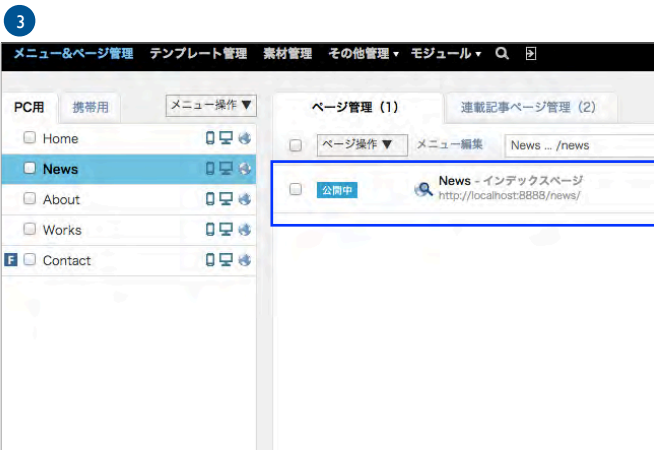 3
メニュー&ページ管理 テンプレート管理 素材管理 その他管理▼ モジュール▼
PC用 携帯用 メニュー操作 ▼
Home
News
About
Works
F Contact
ページ管理 (1) 連載記事ページ管理 (2)
ページ操作 ▼ メニュー編集 News ... /news
公開中 News - インデックスページ
http://localhost:8888/news/